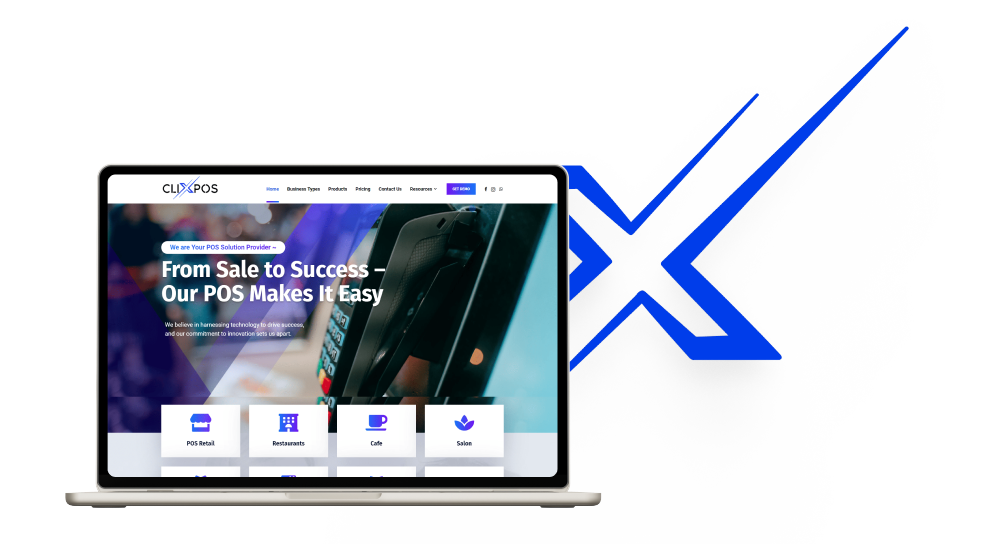 CLIXPOS
Home Business Types Products Pricing Contact Us Resources GET DEMO
We are Your POS Solution Provider –
From Sale to Success –
Our POS Makes It Easy
We believe in harnessing technology to drive success,
and our commitment to innovation sets us apart.
POS Retail Restaurants Cafe Salon